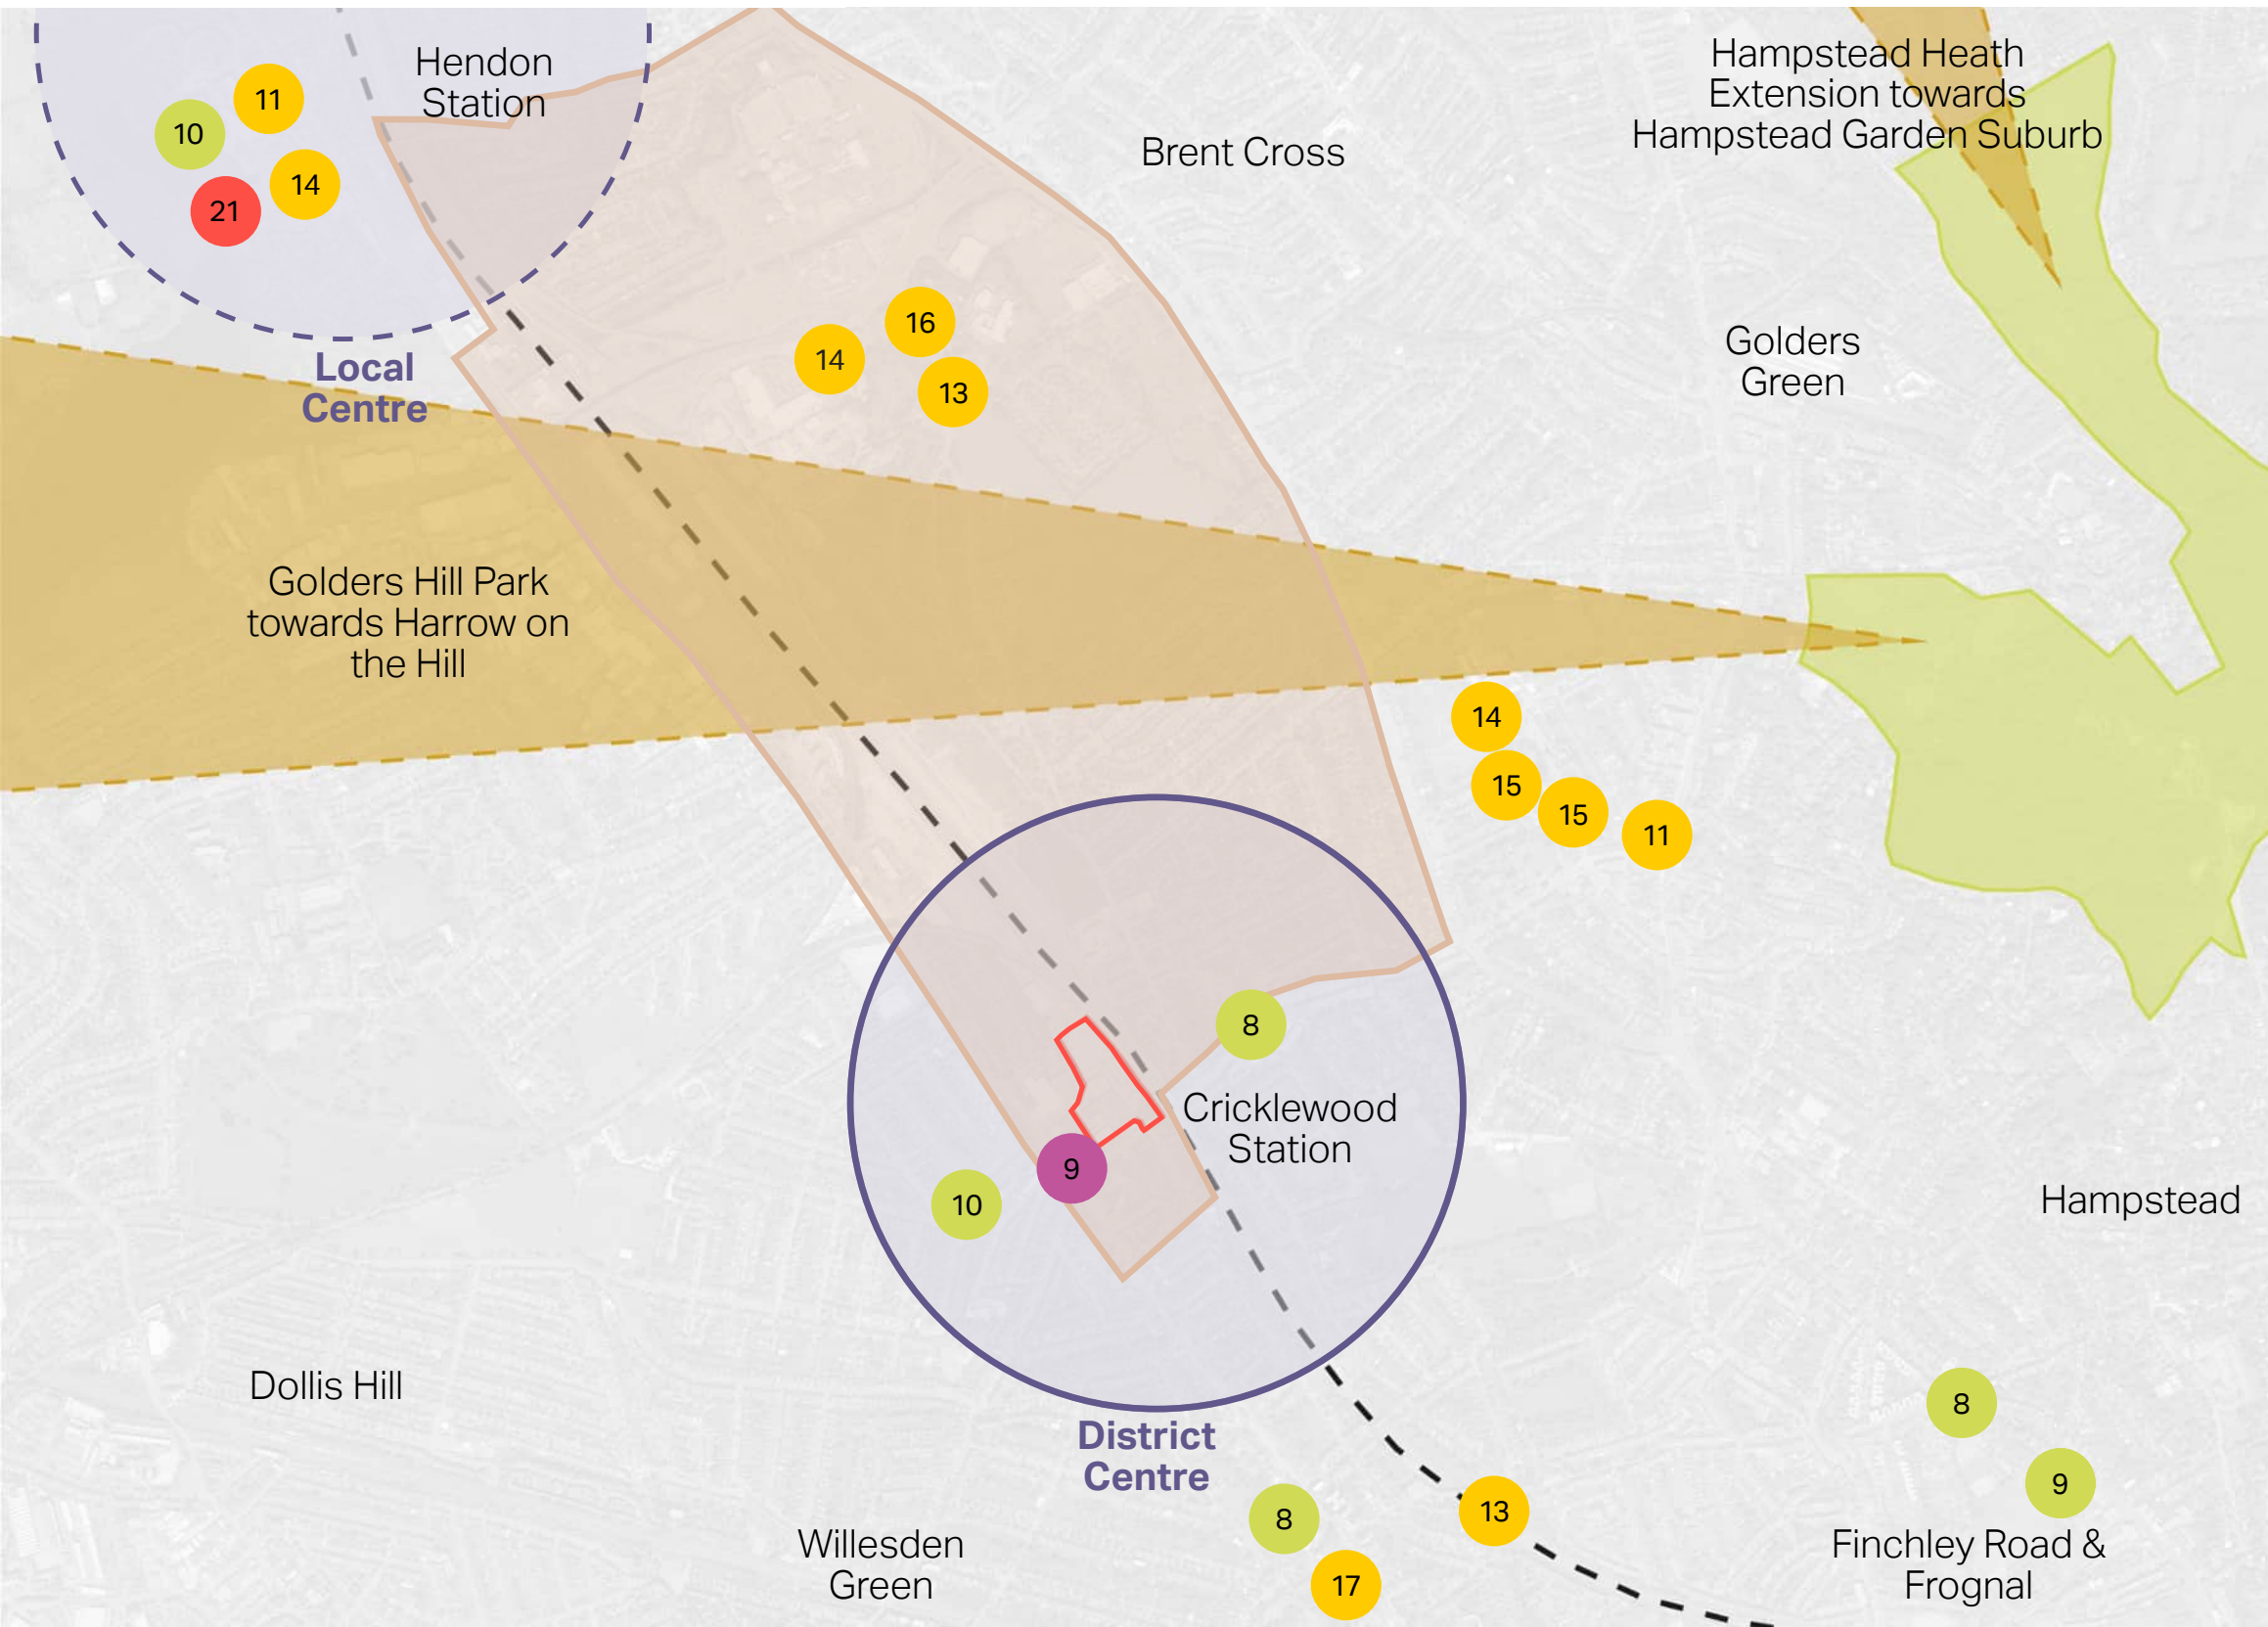 Hendon
Station
11
10
14
21
Local
Centre
Brent Cross
Hampstead Heath
Extension towards
Hampstead Garden Suburb
16
14
13
Golders
Green
Golders Hill Park
towards Harrow on
the Hill
14
15
15
11
8
Cricklewood
Station
9
10
Hampstead
Dollis Hill
District
Centre
8
9
Finchley Road &
Frognal
8
13
17
Willesden
Green